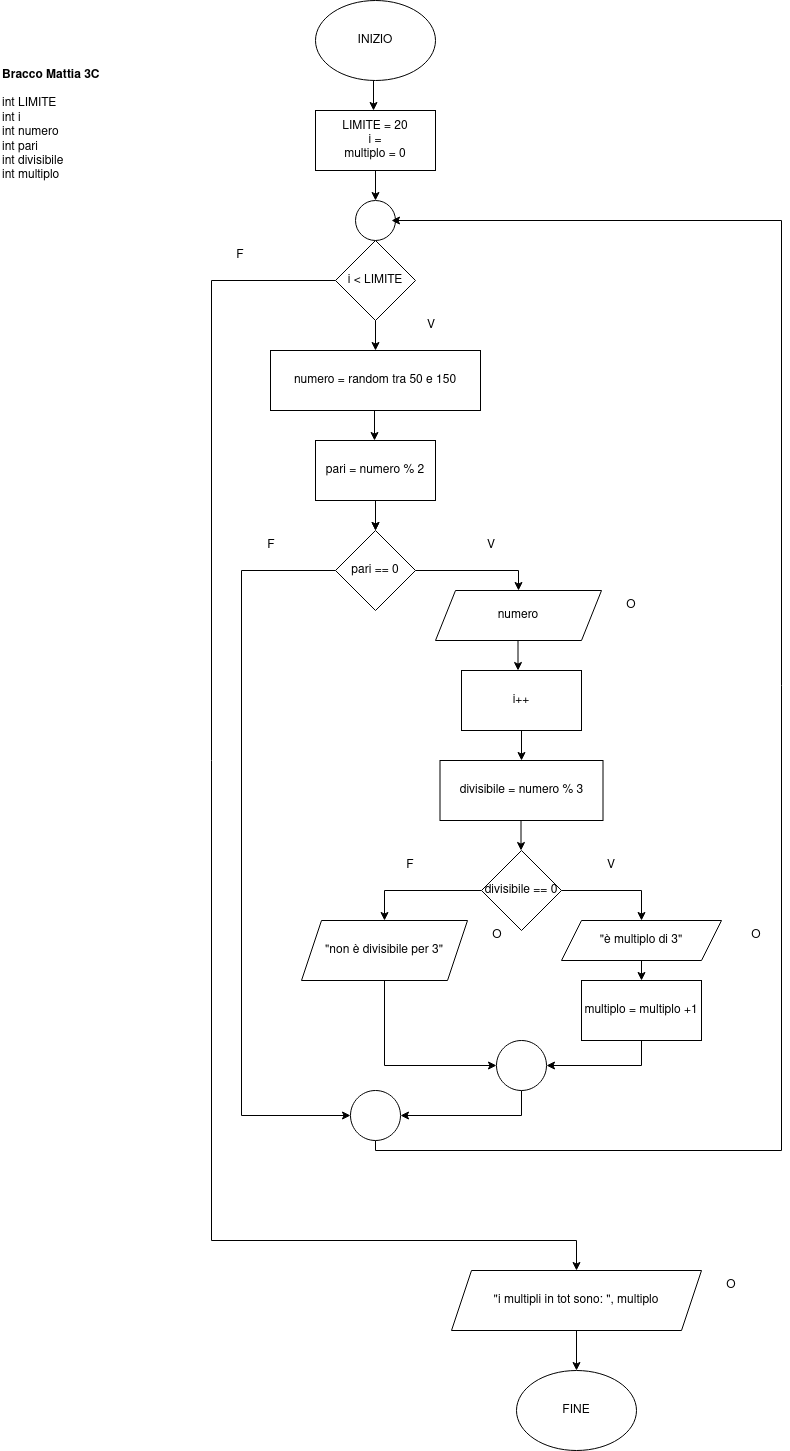 INIZIO
Bracco Mattia 3C
int LIMITE
int i
int numero
int pari
int divisibile
int multiplo
LIMITE = 20
i =
multiplo = 0
F
i < LIMITE
V
numero = random tra 50 e 150
pari = numero % 2
F
V
pari == 0
numero
O
i++
divisibile = numero % 3
F
V
divisibile == 0
"non è divisibile per 3"
O
"è multiplo di 3"
O
multiplo = multiplo +1
"i multipli in tot sono: ", multiplo
O
FINE